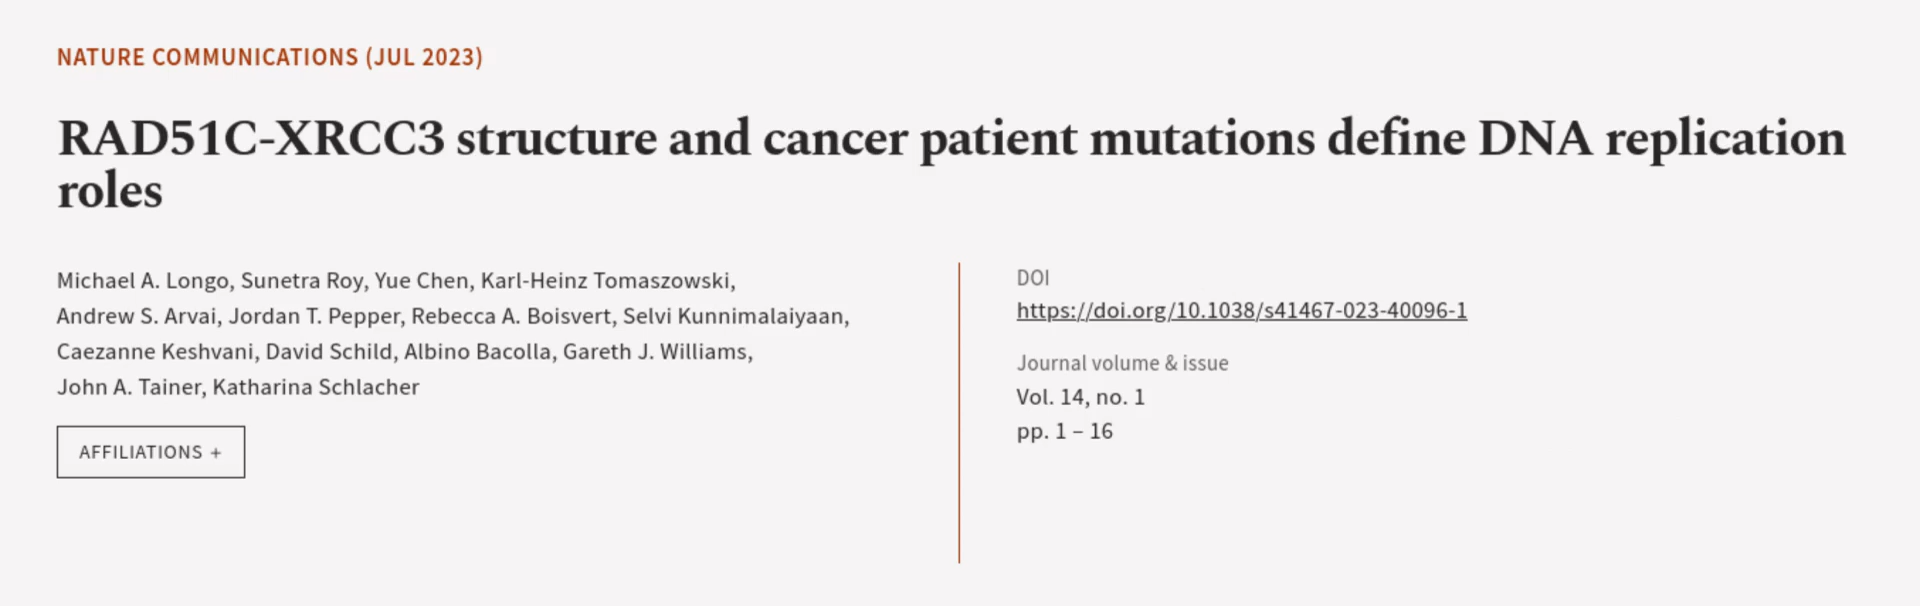 NATURE COMMUNICATIONS (JUL 2023)
RAD51C-XRCC3 structure and cancer patient mutations define DNA replication
roles
Michael A. Longo, Sunetra Roy, Yue Chen, Karl-Heinz Tomaszowski,
Andrew S. Arvai, Jordan T. Pepper, Rebecca A. Boisvert, Selvi Kunnimalaiyaan,
Caezanne Keshvani, David Schild, Albino Bacolla, Gareth J. Williams,
John A. Tainer, Katharina Schlacher
AFFILIATIONS +
DOI
https://doi.org/10.1038/s41467-023-40096-1
Journal volume & issue
Vol. 14, no. 1
pp. 1 – 16